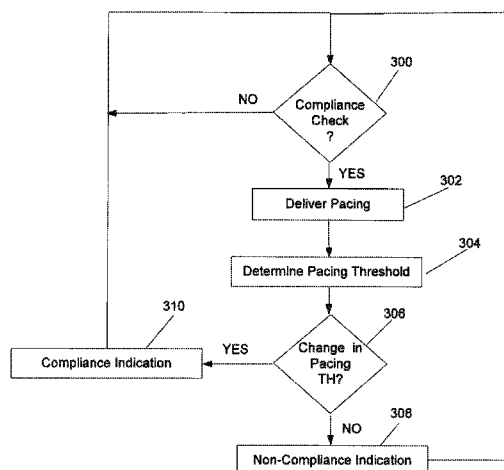 300
NO
Compliance
Check
?
YES
302
Deliver Pacing
304
Determine Pacing Threshold
310
306
YES
Change in
Pacing
TH?
Compliance Indication
NO
308
Non-Compliance Indication